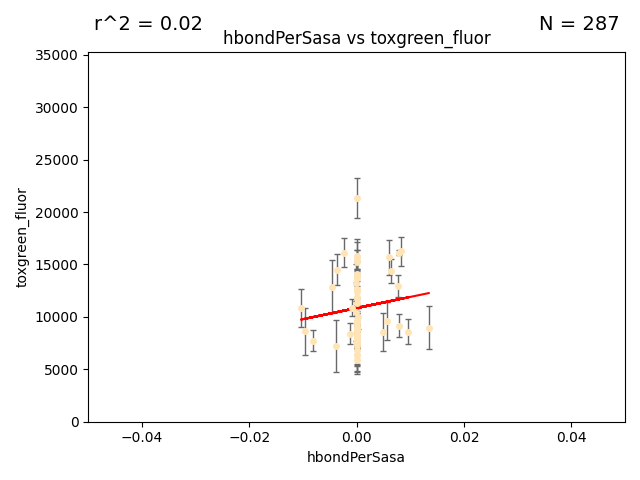 r^2 = 0.02
N = 287
hbondPerSasa vs toxgreen_fluor
35000
30000
25000
20000
15000
10000
5000
0
toxgreen_fluor
−0.04
−0.02
0.00
0.02
0.04
hbondPerSasa